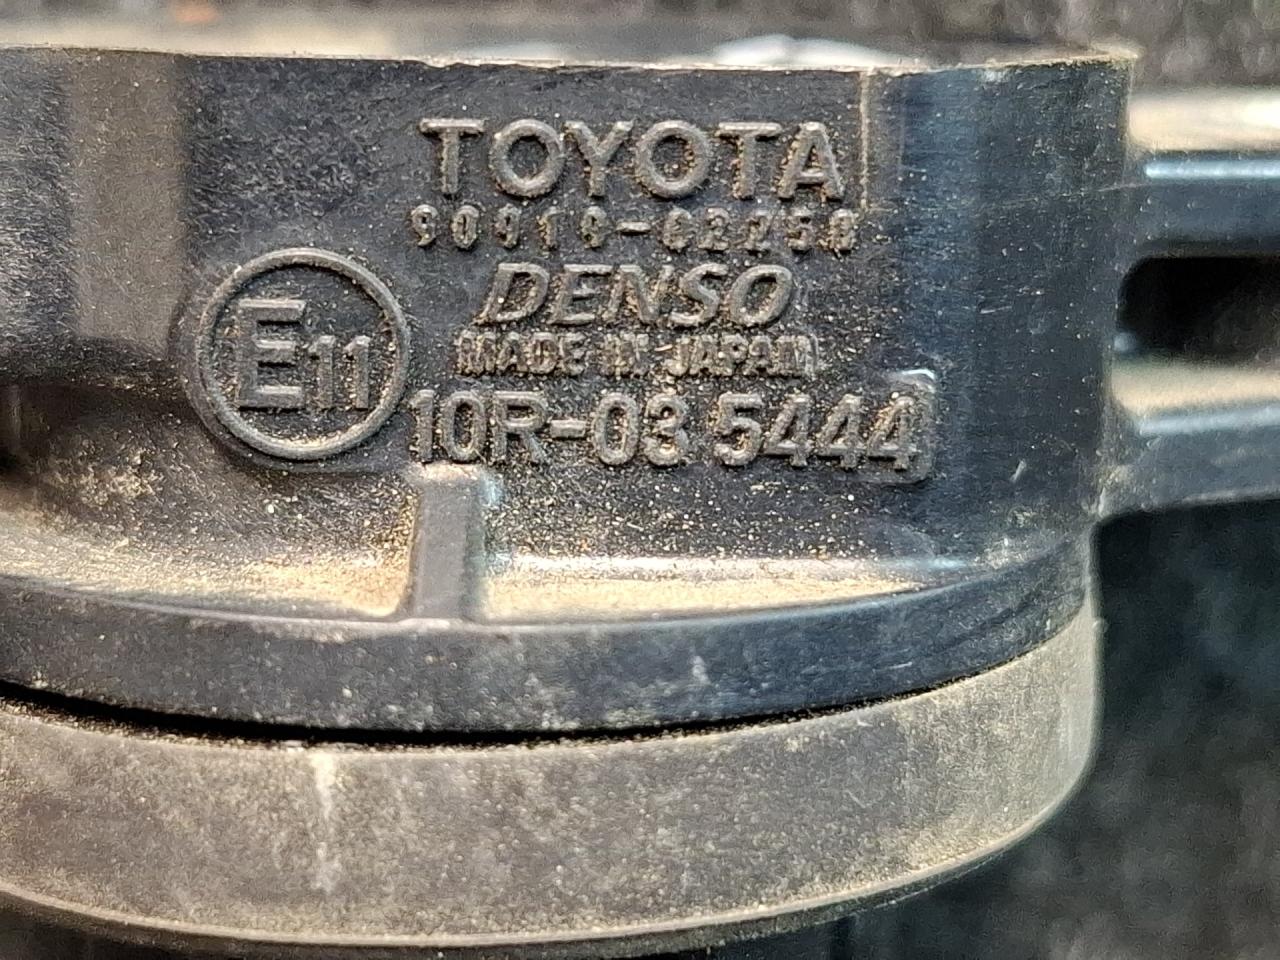 TOYOTA
90919-02258
DENSO
MADE IN JAPAN
E11
10R-03 5444